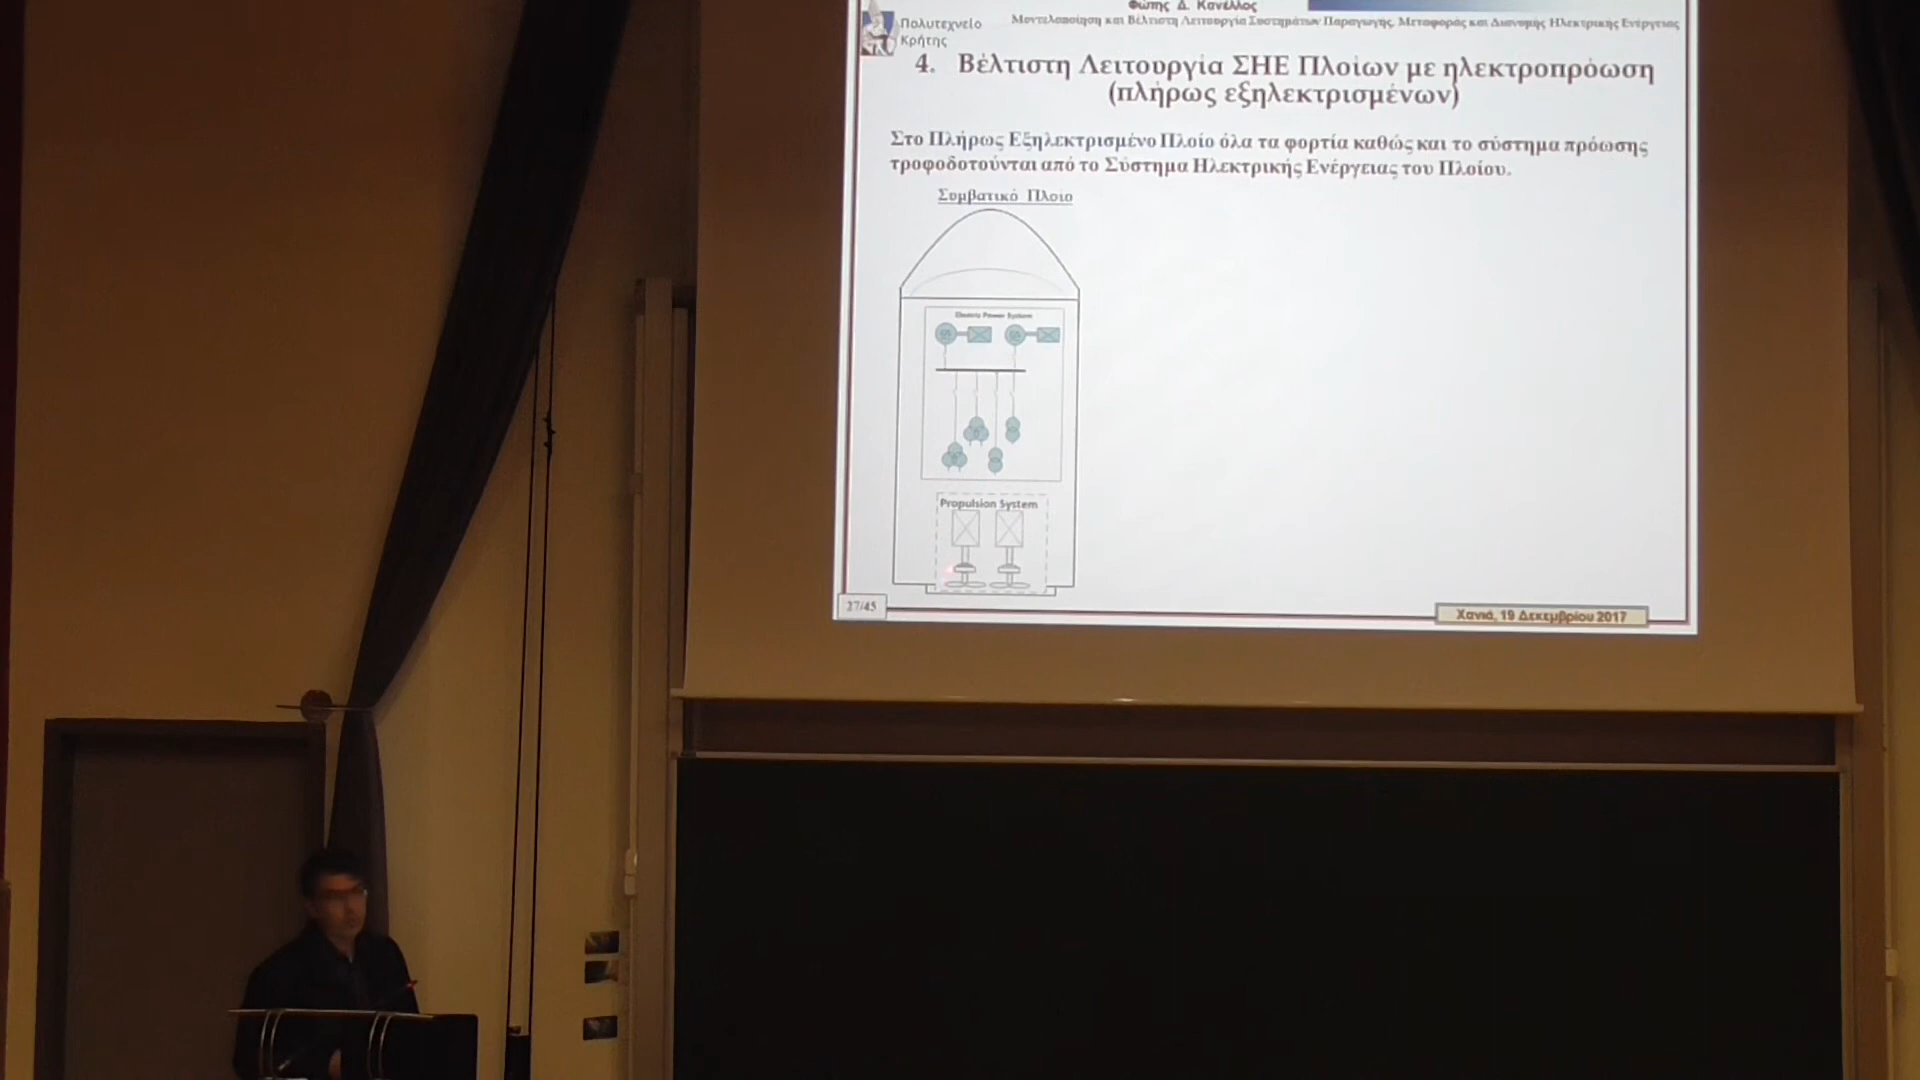 Φώτης Δ. Κανέλλος
Πολυτεχνείο
Κρήτης
Μοντελοποίηση και Βέλτιστη Λειτουργία Συστημάτων Παραγωγής, Μεταφοράς και Διανομής Ηλεκτρικής Ενέργειας
4. Βέλτιστη Λειτουργία ΣΗΕ Πλοίων με ηλεκτροπρόωση
(πλήρως εξηλεκτρισμένων)
Στο Πλήρως Εξηλεκτρισμένο Πλοίο όλα τα φορτία καθώς και το σύστημα πρόωσης
τροφοδοτούνται από το Σύστημα Ηλεκτρικής Ενέργειας του Πλοίου.
Συμβατικό Πλοίο
Electric Power System
Propulsion System
27/45
Χανιά, 19 Δεκεμβρίου 2017